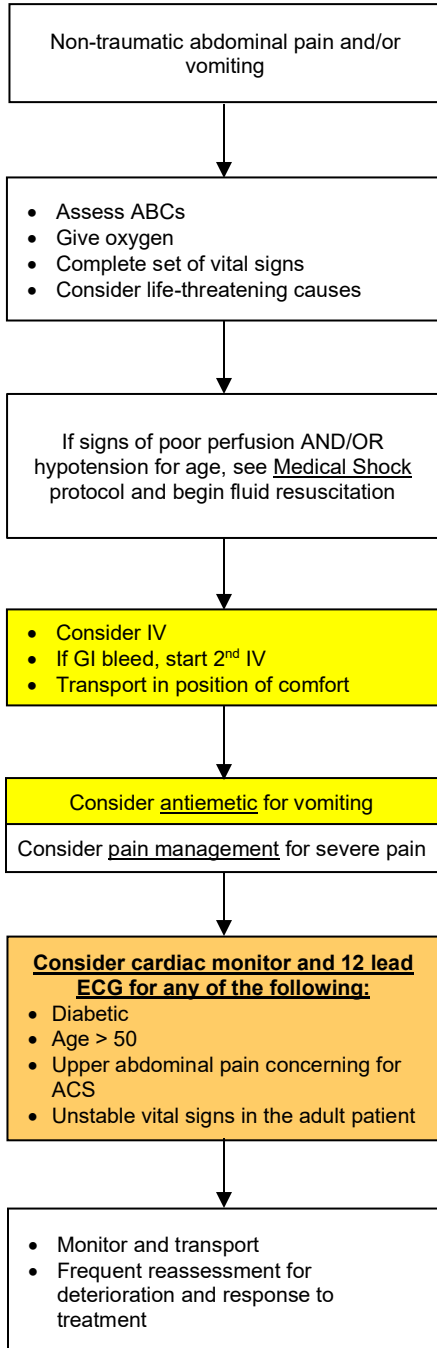 Non-traumatic abdominal pain and/or
vomiting
• Assess ABCs
• Give oxygen
• Complete set of vital signs
• Consider life-threatening causes
If signs of poor perfusion AND/OR
hypotension for age, see Medical Shock
protocol and begin fluid resuscitation
• Consider IV
• If GI bleed, start 2nd IV
• Transport in position of comfort
Consider antiemetic for vomiting
Consider pain management for severe pain
Consider cardiac monitor and 12 lead
ECG for any of the following:
• Diabetic
• Age > 50
• Upper abdominal pain concerning for
ACS
• Unstable vital signs in the adult patient
• Monitor and transport
• Frequent reassessment for
deterioration and response to
treatment